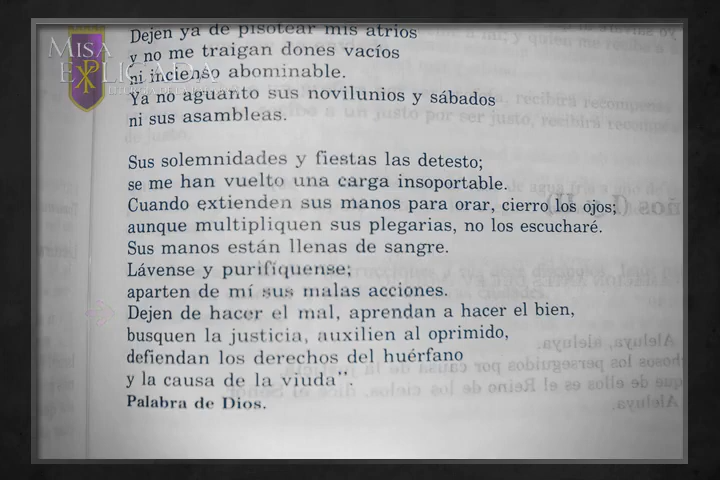 MISA
EXPLICADA
Dejen ya de pisotear mis atrios
y no me traigan dones vacíos
ni incienso abominable.
Ya no aguanto sus novilunios y sábados
ni sus asambleas.
Sus solemnidades y fiestas las detesto;
se me han vuelto una carga insoportable.
Cuando extienden sus manos para orar, cierro los ojos;
aunque multipliquen sus plegarias, no los escucharé.
Sus manos están llenas de sangre.
Lávense y purifíquense;
aparten de mí sus malas acciones.
Dejen de hacer el mal, aprendan a hacer el bien,
busquen la justicia, auxilien al oprimido,
defiendan los derechos del huérfano
y la causa de la viuda".
Palabra de Dios.